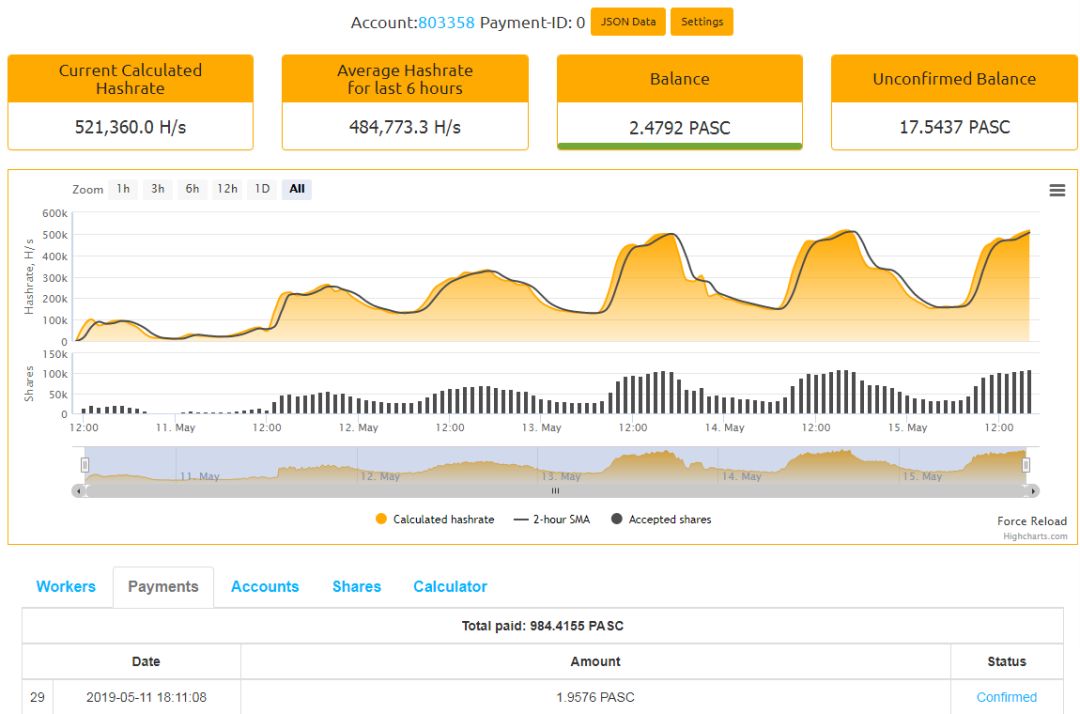 Account:803358 Payment-ID: 0 JSON Data Settings
Current Calculated
Hashrate
521,360.0 H/s
Average Hashrate
for last 6 hours
484,773.3 H/s
Balance
2.4792 PASC
Unconfirmed Balance
17.5437 PASC
Zoom 1h 3h 6h 12h 1D All
Hashrate, H/s
600k
500k
400k
300k
200k
100k
0
Shares
150k
100k
50k
0
12:00 11. May 12:00 12. May 12:00 13. May 12:00 14. May 12:00 15. May 12:00
11. May 12. May 13. May 14. May 15. May
Calculated hashrate 2-hour SMA Accepted shares
Force Reload
Highcharts.com
Workers Payments Accounts Shares Calculator
Total paid: 984.4155 PASC
Date Amount Status
29 2019-05-11 18:11:08 1.9576 PASC Confirmed